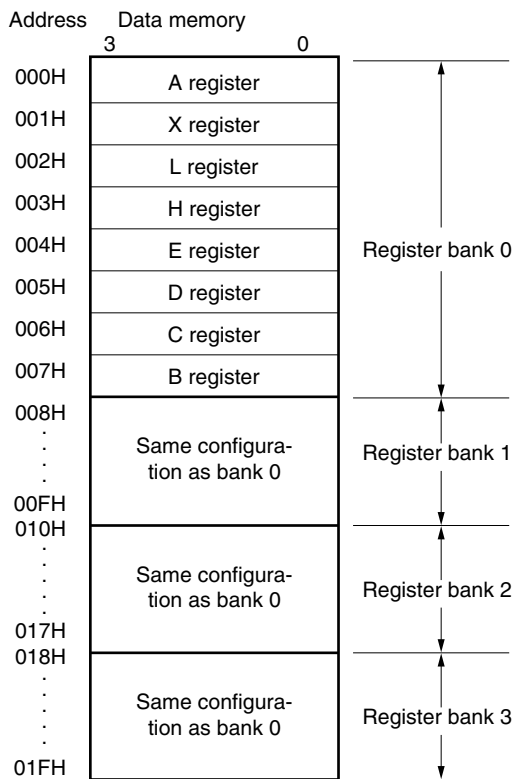 Address Data memory
3 0
000H A register
001H X register
002H L register
003H H register
004H E register Register bank 0
005H D register
006H C register
007H B register
008H
Same configura-
tion as bank 0
Register bank 1
00FH
010H
Same configura-
tion as bank 0
Register bank 2
017H
018H
Same configura-
tion as bank 0
Register bank 3
01FH